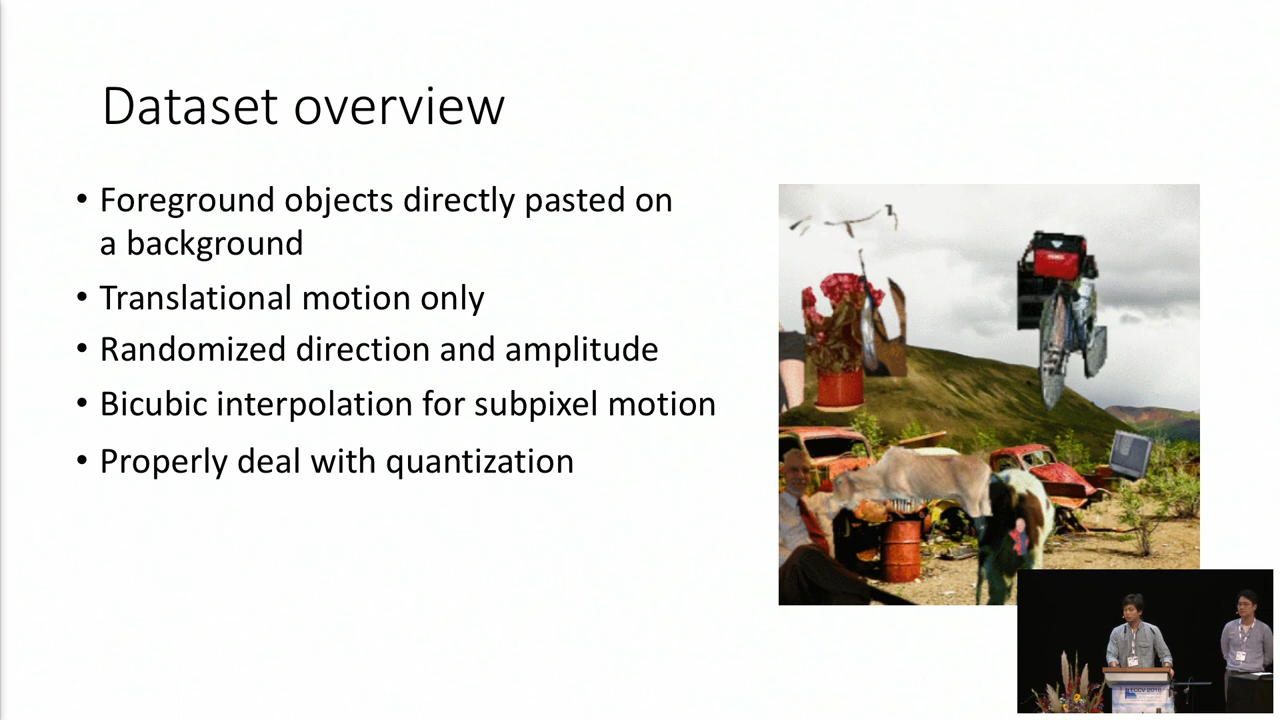 Dataset overview
• Foreground objects directly pasted on
a background
• Translational motion only
• Randomized direction and amplitude
• Bicubic interpolation for subpixel motion
• Properly deal with quantization